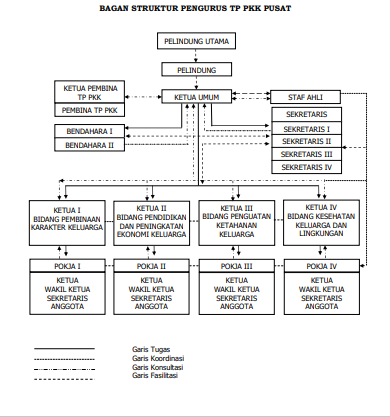 BAGAN STRUKTUR PENGURUS TP PKK PUSAT
PELINDUNG UTAMA
PELINDUNG
KETUA PEMBINA
TP PKK
PEMBINA TP PKK
KETUA UMUM
STAF AHLI
BENDAHARA I
BENDAHARA II
SEKRETARIS
SEKRETARIS I
SEKRETARIS II
SEKRETARIS III
SEKRETARIS IV
KETUA I
BIDANG PEMBINAAN
KARAKTER KELUARGA
KETUA II
BIDANG PENDIDIKAN
DAN PENINGKATAN
EKONOMI KELUARGA
KETUA III
BIDANG PENGUATAN
KETAHANAN
KELUARGA
KETUA IV
BIDANG KESEHATAN
KELUARGA DAN
LINGKUNGAN
POKJA I
KETUA
WAKIL KETUA
SEKRETARIS
ANGGOTA
POKJA II
KETUA
WAKIL KETUA
SEKRETARIS
ANGGOTA
POKJA III
KETUA
WAKIL KETUA
SEKRETARIS
ANGGOTA
POKJA IV
KETUA
WAKIL KETUA
SEKRETARIS
ANGGOTA
Garis Tugas
Garis Koordinasi
Garis Konsultasi
Garis Fasilitasi